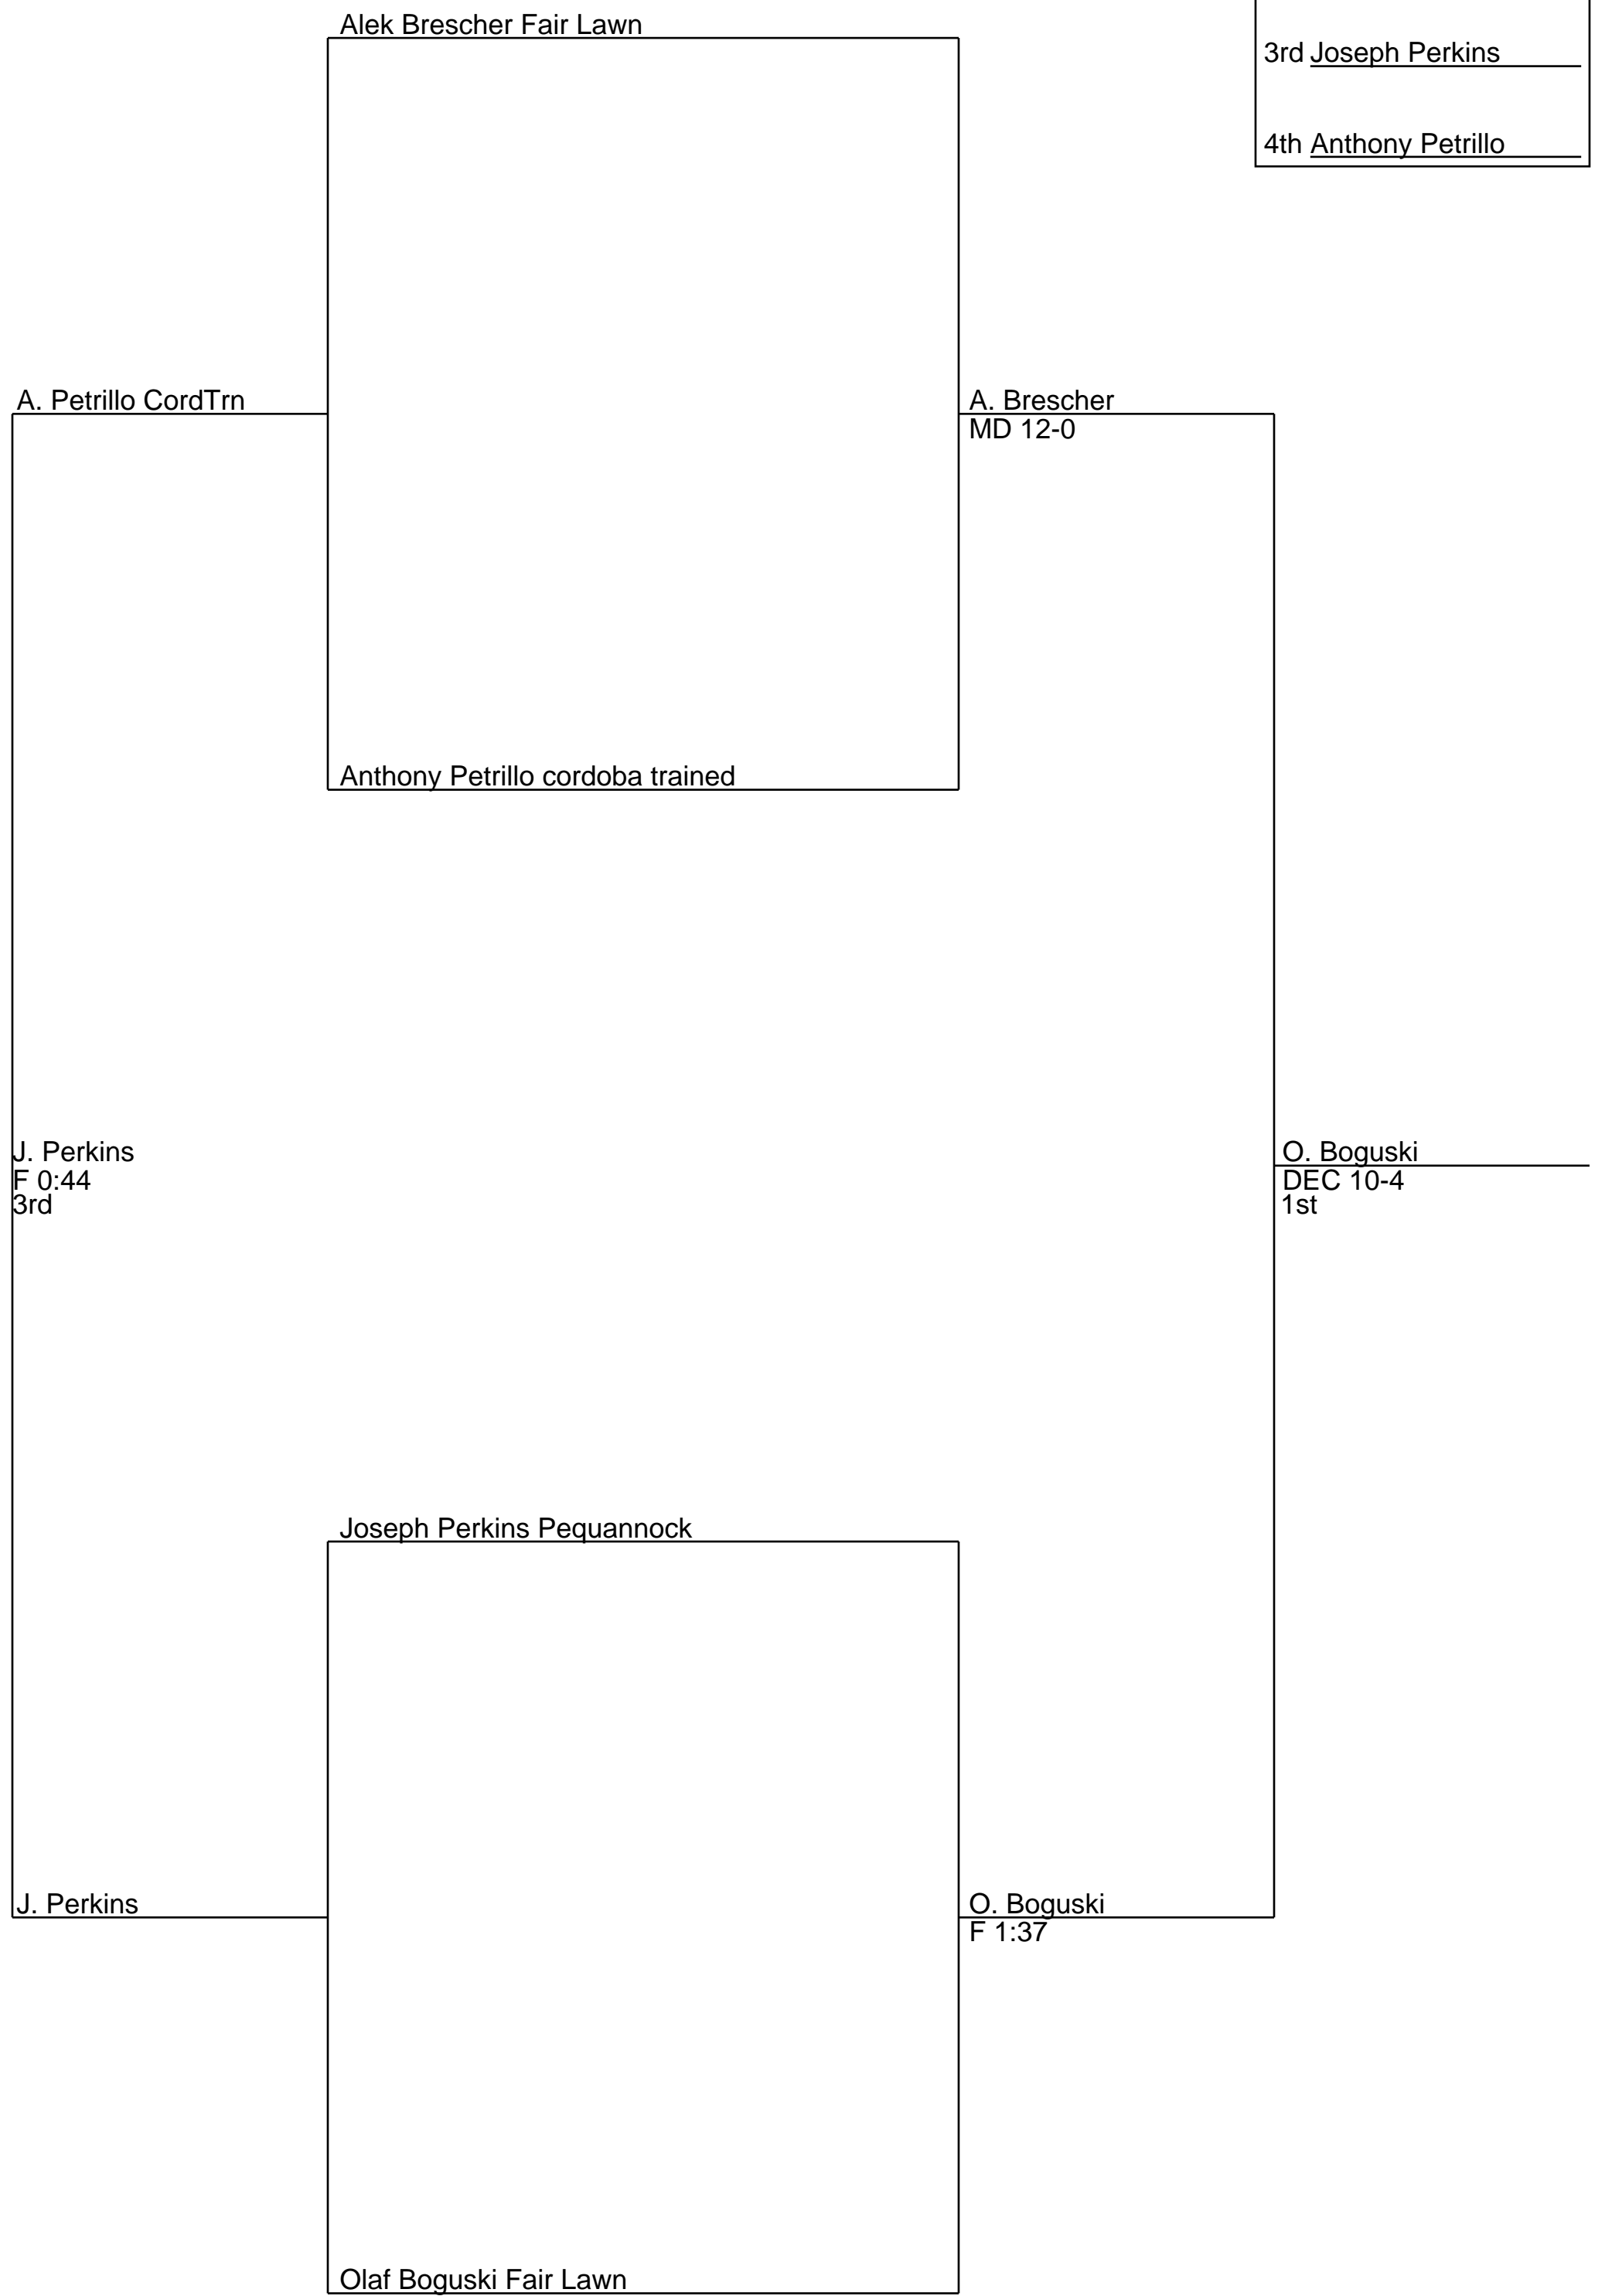 Alek Brescher Fair Lawn
3rd Joseph Perkins
4th Anthony Petrillo
A. Petrillo CordTrn
A. Brescher
MD 12-0
Anthony Petrillo cordoba trained
J. Perkins
F 0:44
3rd
O. Boguski
DEC 10-4
1st
Joseph Perkins Pequannock
J. Perkins
O. Boguski
F 1:37
Olaf Boguski Fair Lawn